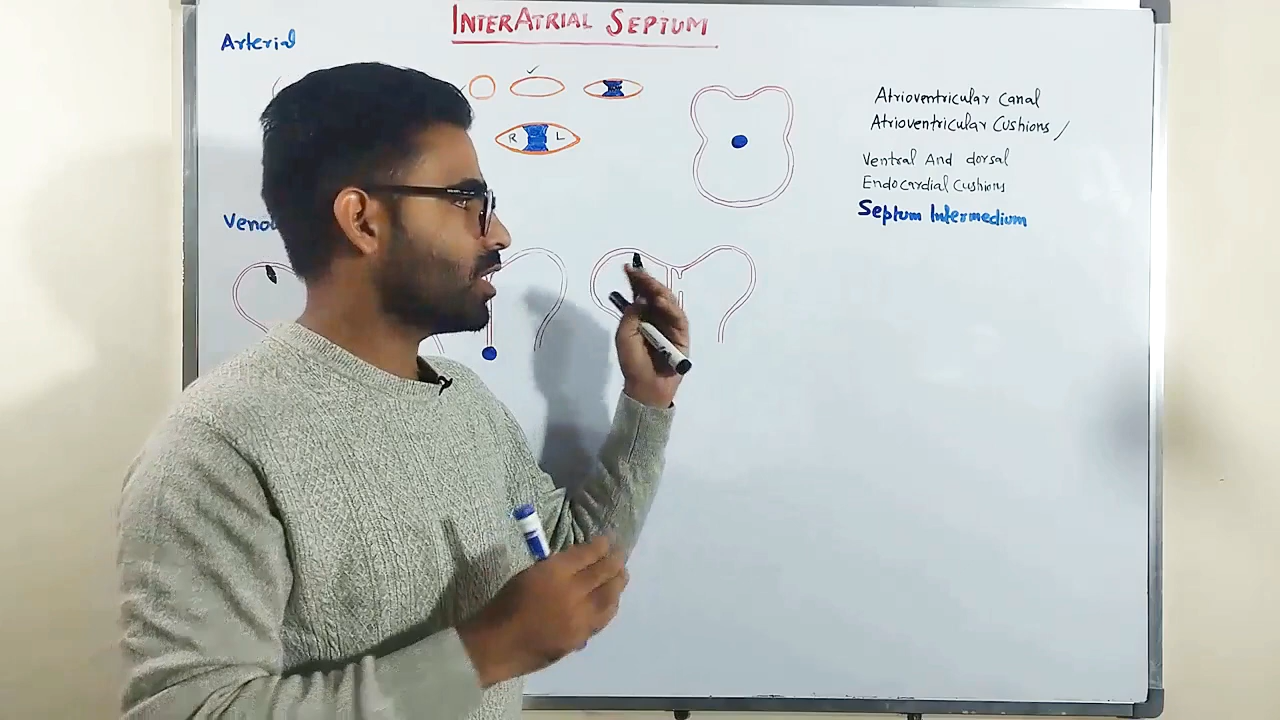 INTERATRIAL SEPTUM
Arterial
R L
Atrioventricular Canal
Atrioventricular Cushions /
Ventral And dorsal
Endocardial Cushions
Septum Intermedium